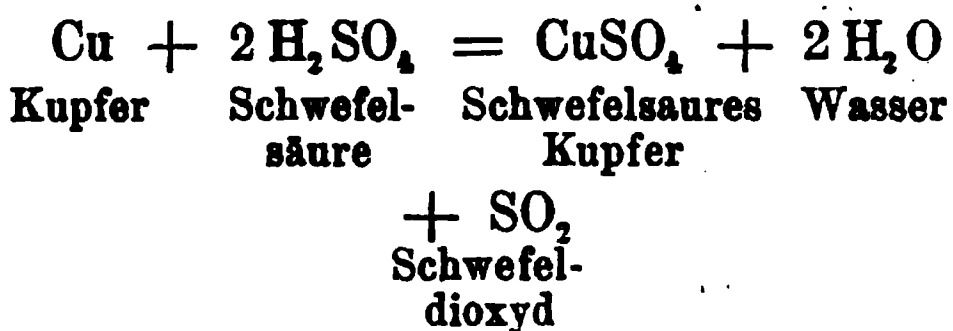 Cu + 2 H₂SO₄ = CuSO₄ + 2 H₂O
Kupfer Schwefel- Schwefelsaures Wasser
säure Kupfer
+ SO₂
Schwefel-
dioxyd